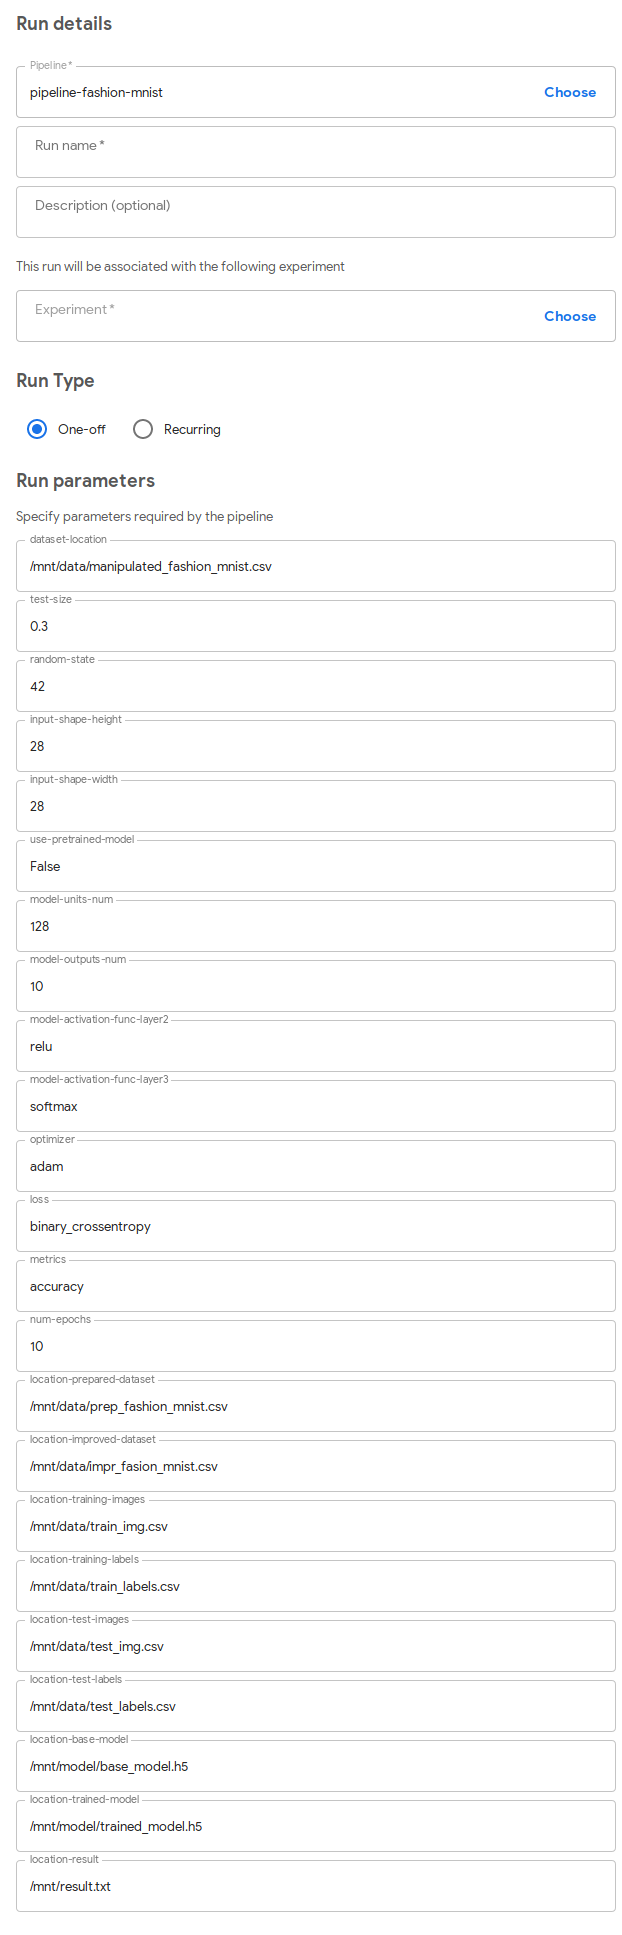 Run details
Pipeline *
pipeline-fashion-mnist
Choose
Run name *
Description (optional)
This run will be associated with the following experiment
Experiment *
Choose
Run Type
One-off
Recurring
Run parameters
Specify parameters required by the pipeline
dataset-location
/mnt/data/manipulated_fashion_mnist.csv
test-size
0.3
random-state
42
input-shape-height
28
input-shape-width
28
use-pretrained-model
False
model-units-num
128
model-outputs-num
10
model-activation-func-layer2
relu
model-activation-func-layer3
softmax
optimizer
adam
loss
binary_crossentropy
metrics
accuracy
num-epochs
10
location-prepared-dataset
/mnt/data/prep_fashion_mnist.csv
location-improved-dataset
/mnt/data/impr_fasion_mnist.csv
location-training-images
/mnt/data/train_img.csv
location-training-labels
/mnt/data/train_labels.csv
location-test-images
/mnt/data/test_img.csv
location-test-labels
/mnt/data/test_labels.csv
location-base-model
/mnt/model/base_model.h5
location-trained-model
/mnt/model/trained_model.h5
location-result
/mnt/result.txt